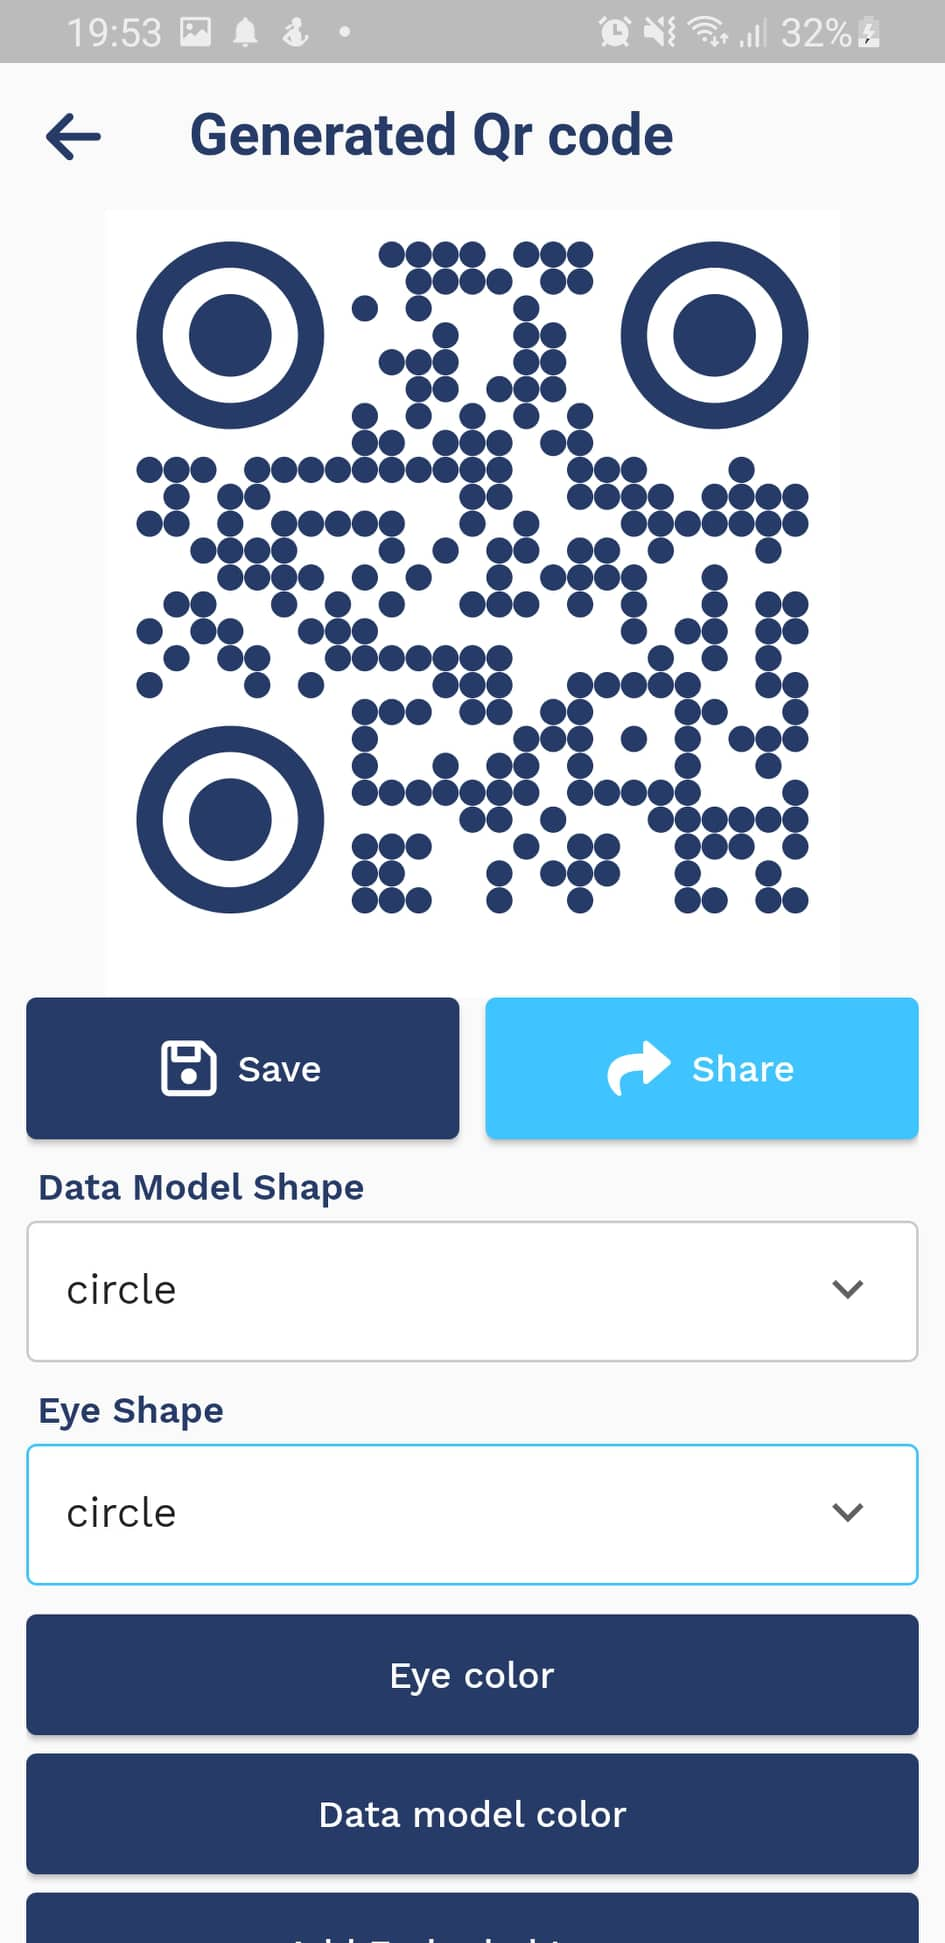 19:53 32%
Generated Qr code
Save
Share
Data Model Shape
circle
Eye Shape
circle
Eye color
Data model color